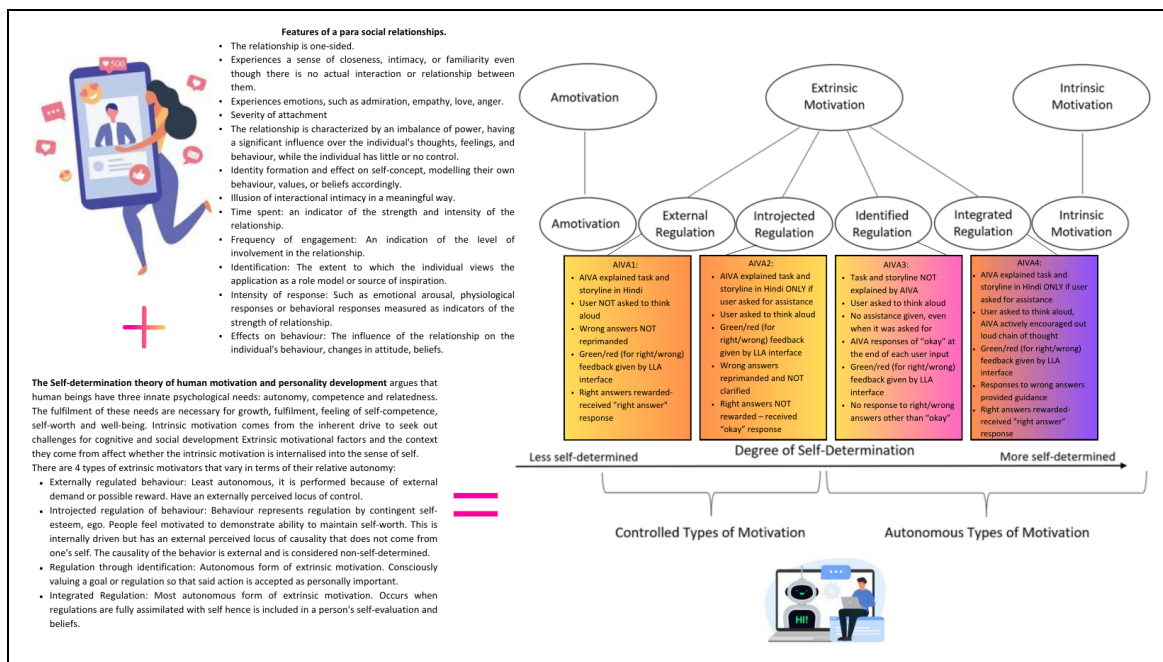 500
Features of a para social relationships.
• The relationship is one-sided.
• Experiences a sense of closeness, intimacy, or familiarity even
though there is no actual interaction or relationship between
them.
• Experiences emotions, such as admiration, empathy, love, anger.
• Severity of attachment
• The relationship is characterized by an imbalance of power, having
a significant influence over the individual's thoughts, feelings, and
behaviour, while the individual has little or no control.
• Identity formation and effect on self-concept, modelling their own
behaviour, values, or beliefs accordingly.
• Illusion of interactional intimacy in a meaningful way.
• Time spent: an indicator of the strength and intensity of the
relationship.
• Frequency of engagement: An indication of the level of
involvement in the relationship.
• Identification: The extent to which the individual views the
application as a role model or source of inspiration.
• Intensity of response: Such as emotional arousal, physiological
responses or behavioral responses measured as indicators of the
strength of relationship.
• Effects on behaviour: The influence of the relationship on the
individual's behaviour, changes in attitude, beliefs.
+
The Self-determination theory of human motivation and personality development argues that
human beings have three innate psychological needs: autonomy, competence and relatedness.
The fulfilment of these needs are necessary for growth, fulfilment, feeling of self-competence,
self-worth and well-being. Intrinsic motivation comes from the inherent drive to seek out
challenges for cognitive and social development Extrinsic motivational factors and the context
they come from affect whether the intrinsic motivation is internalised into the sense of self.
There are 4 types of extrinsic motivators that vary in terms of their relative autonomy:
• Externally regulated behaviour: Least autonomous, it is performed because of external
demand or possible reward. Have an externally perceived locus of control.
• Introjected regulation of behaviour: Behaviour represents regulation by contingent self-
esteem, ego. People feel motivated to demonstrate ability to maintain self-worth. This is
internally driven but has an external perceived locus of causality that does not come from
one's self. The causality of the behavior is external and is considered non-self-determined.
• Regulation through identification: Autonomous form of extrinsic motivation. Consciously
valuing a goal or regulation so that said action is accepted as personally important.
• Integrated Regulation: Most autonomous form of extrinsic motivation. Occurs when
regulations are fully assimilated with self hence is included in a person's self-evaluation and
beliefs.
=
Amotivation
Extrinsic
Motivation
Intrinsic
Motivation
Amotivation
External
Regulation
Introjected
Regulation
Identified
Regulation
Integrated
Regulation
Intrinsic
Motivation
AIVA1:
• AIVA explained task and
storyline in Hindi
• User NOT asked to think
aloud
• Wrong answers NOT
reprimanded
• Green/red (for right/wrong)
feedback given by LLA
interface
• Right answers rewarded-
received "right answer"
response
AIVA2:
• AIVA explained task and
storyline in Hindi ONLY if
user asked for assistance
• User asked to think aloud
• Green/red (for
right/wrong) feedback
given by LLA interface
• Wrong answers
reprimanded and NOT
clarified
• Right answers NOT
rewarded – received
"okay" response
AIVA3:
• Task and storyline NOT
explained by AIVA
• User asked to think aloud
• No assistance given, even
when it was asked for
• AIVA responses of "okay" at
the end of each user input
• Green/red (for right/wrong)
feedback given by LLA
interface
• No response to right/wrong
answers other than "okay"
AIVA4:
• AIVA explained task and
storyline in Hindi ONLY if user
asked for assistance
• User asked to think aloud,
AIVA actively encouraged out
loud chain of thought
• Green/red (for right/wrong)
feedback given by LLA
interface
• Responses to wrong answers
provided guidance
• Right answers rewarded-
received "right answer"
response
Less self-determined
Degree of Self-Determination
More self-determined
Controlled Types of Motivation
Autonomous Types of Motivation
HI!